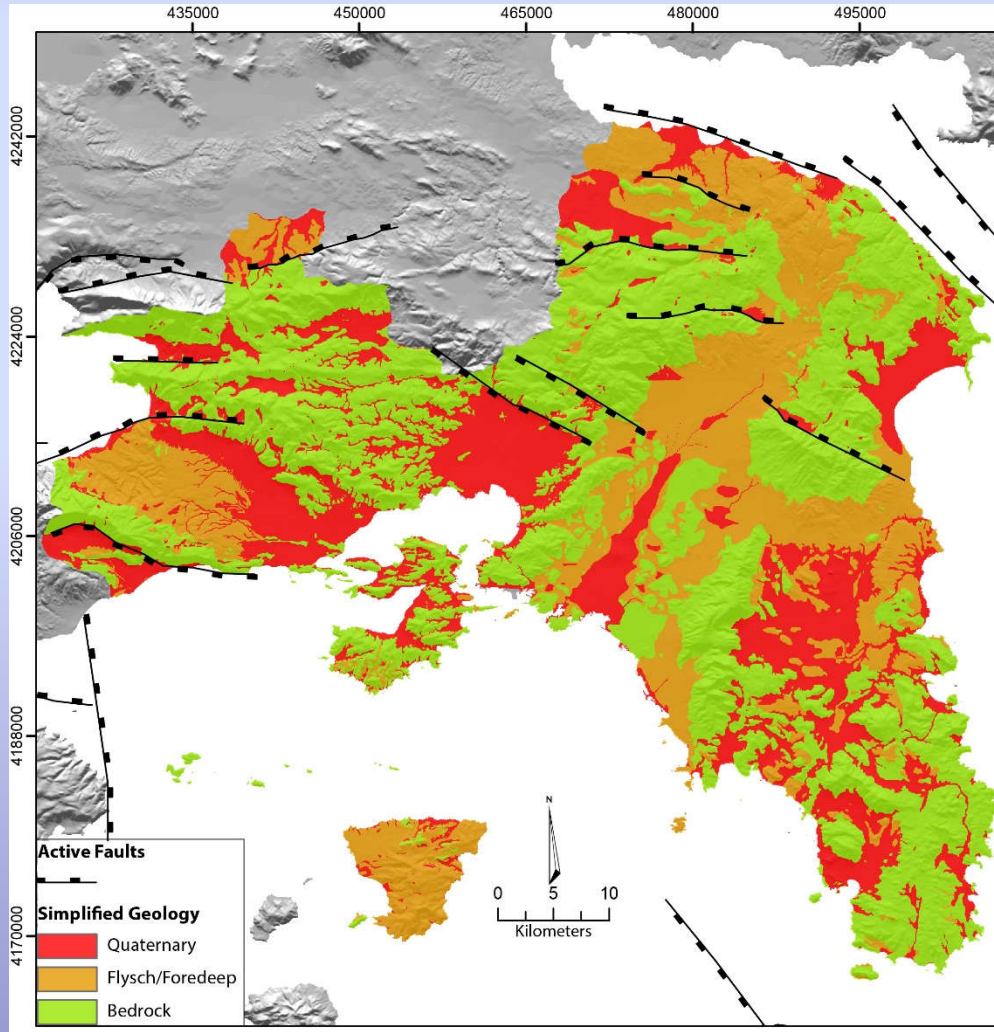 435000 450000 465000 480000 495000
4242000
4224000
4206000
4188000
4170000
N
0 5 10
Kilometers
Active Faults
Simplified Geology
Quaternary
Flysch/Foredeep
Bedrock